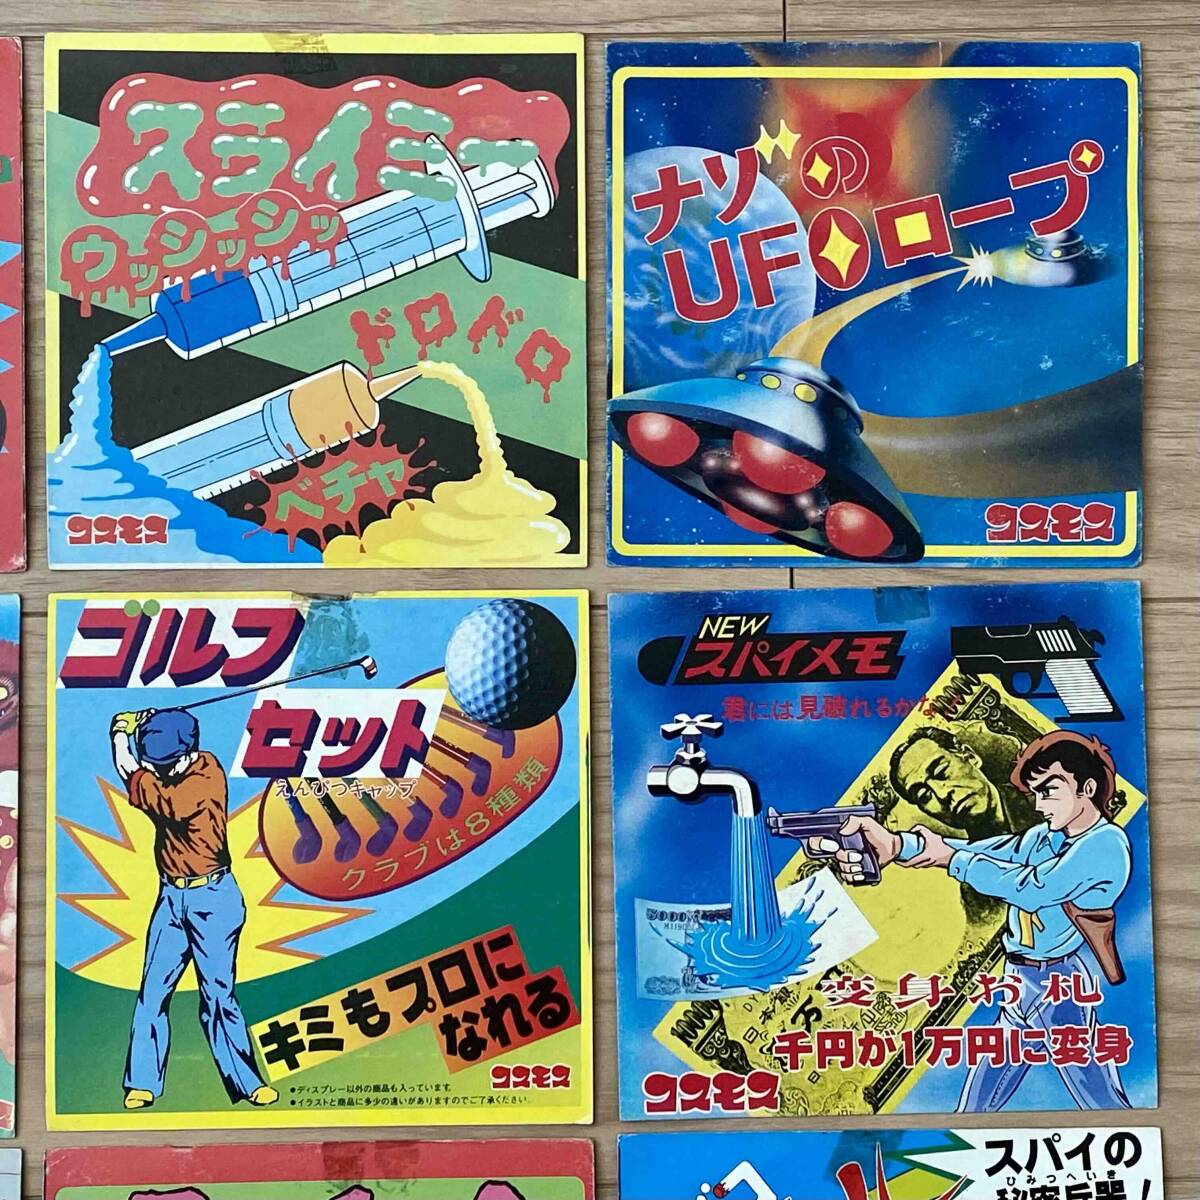 スライミー
ウッシーッシッ
ドロドロ
ベチャ
コスモス
ナゾの
UFOロープ
コスモス
ゴルフ
セット
えんぴつキャップ
クラブは8種類
キミもプロに
なれる
コスモス
●ディスプレー以外の商品も入っています。
●イラストと商品に多少の違いがありますのでご了承ください。
NEW
スパイメモ
君には見破れるかな
5000
変身お札
千円が1万円に変身
コスモス
スパイの
ひみつへいき
秘密兵器!